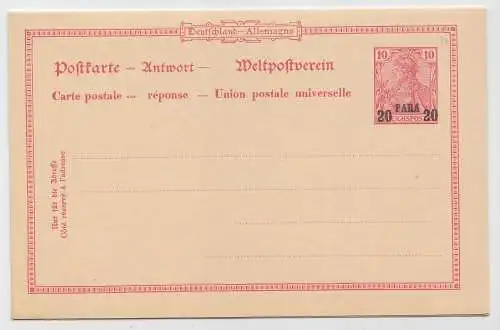 Deutschland—Allemagne
Postkarte — Antwort — Weltpostverein
Carte postale — réponse — Union postale universelle
10 10
PARA
20 20
REICHSPOST
Nur für die Adresse
Côté réservé à l'adresse